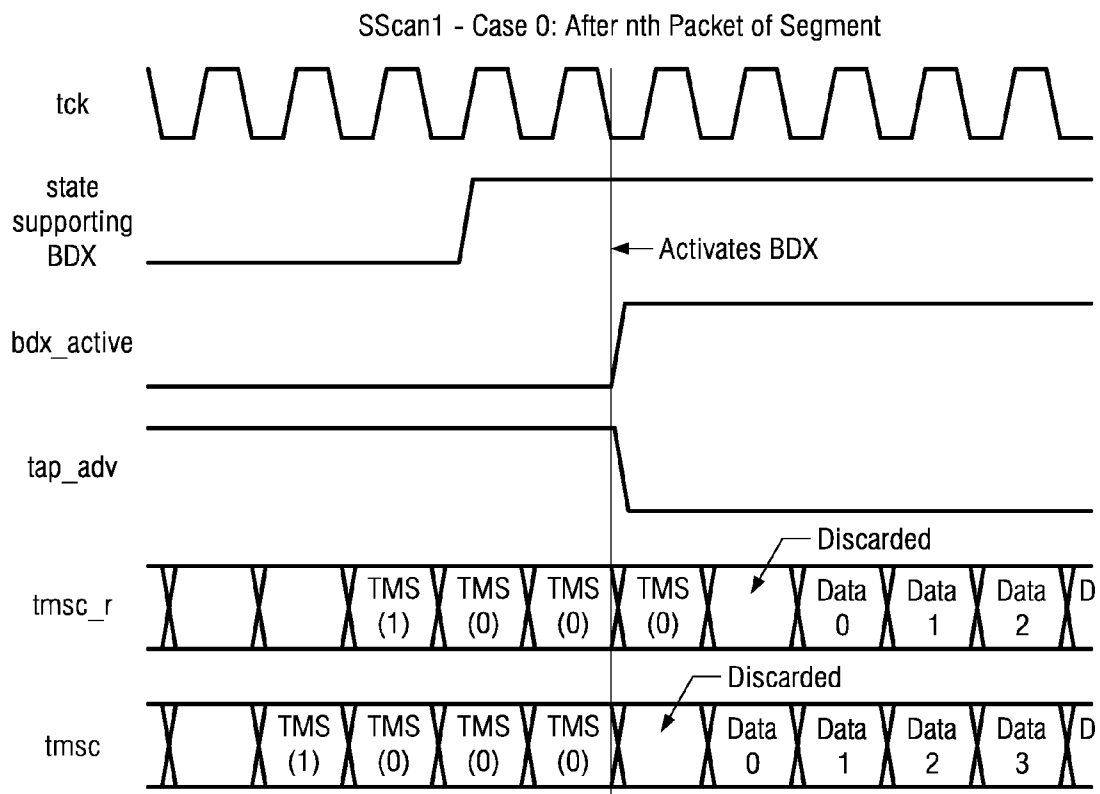 SScan1 - Case 0: After nth Packet of Segment
tck
state
supporting
BDX
Activates BDX
bdx_active
tap_adv
Discarded
tmsc_r
TMS TMS TMS TMS Data Data Data D
(1) (0) (0) (0) 0 1 2
Discarded
tmsc
TMS TMS TMS TMS Data Data Data Data D
(1) (0) (0) (0) 0 1 2 3